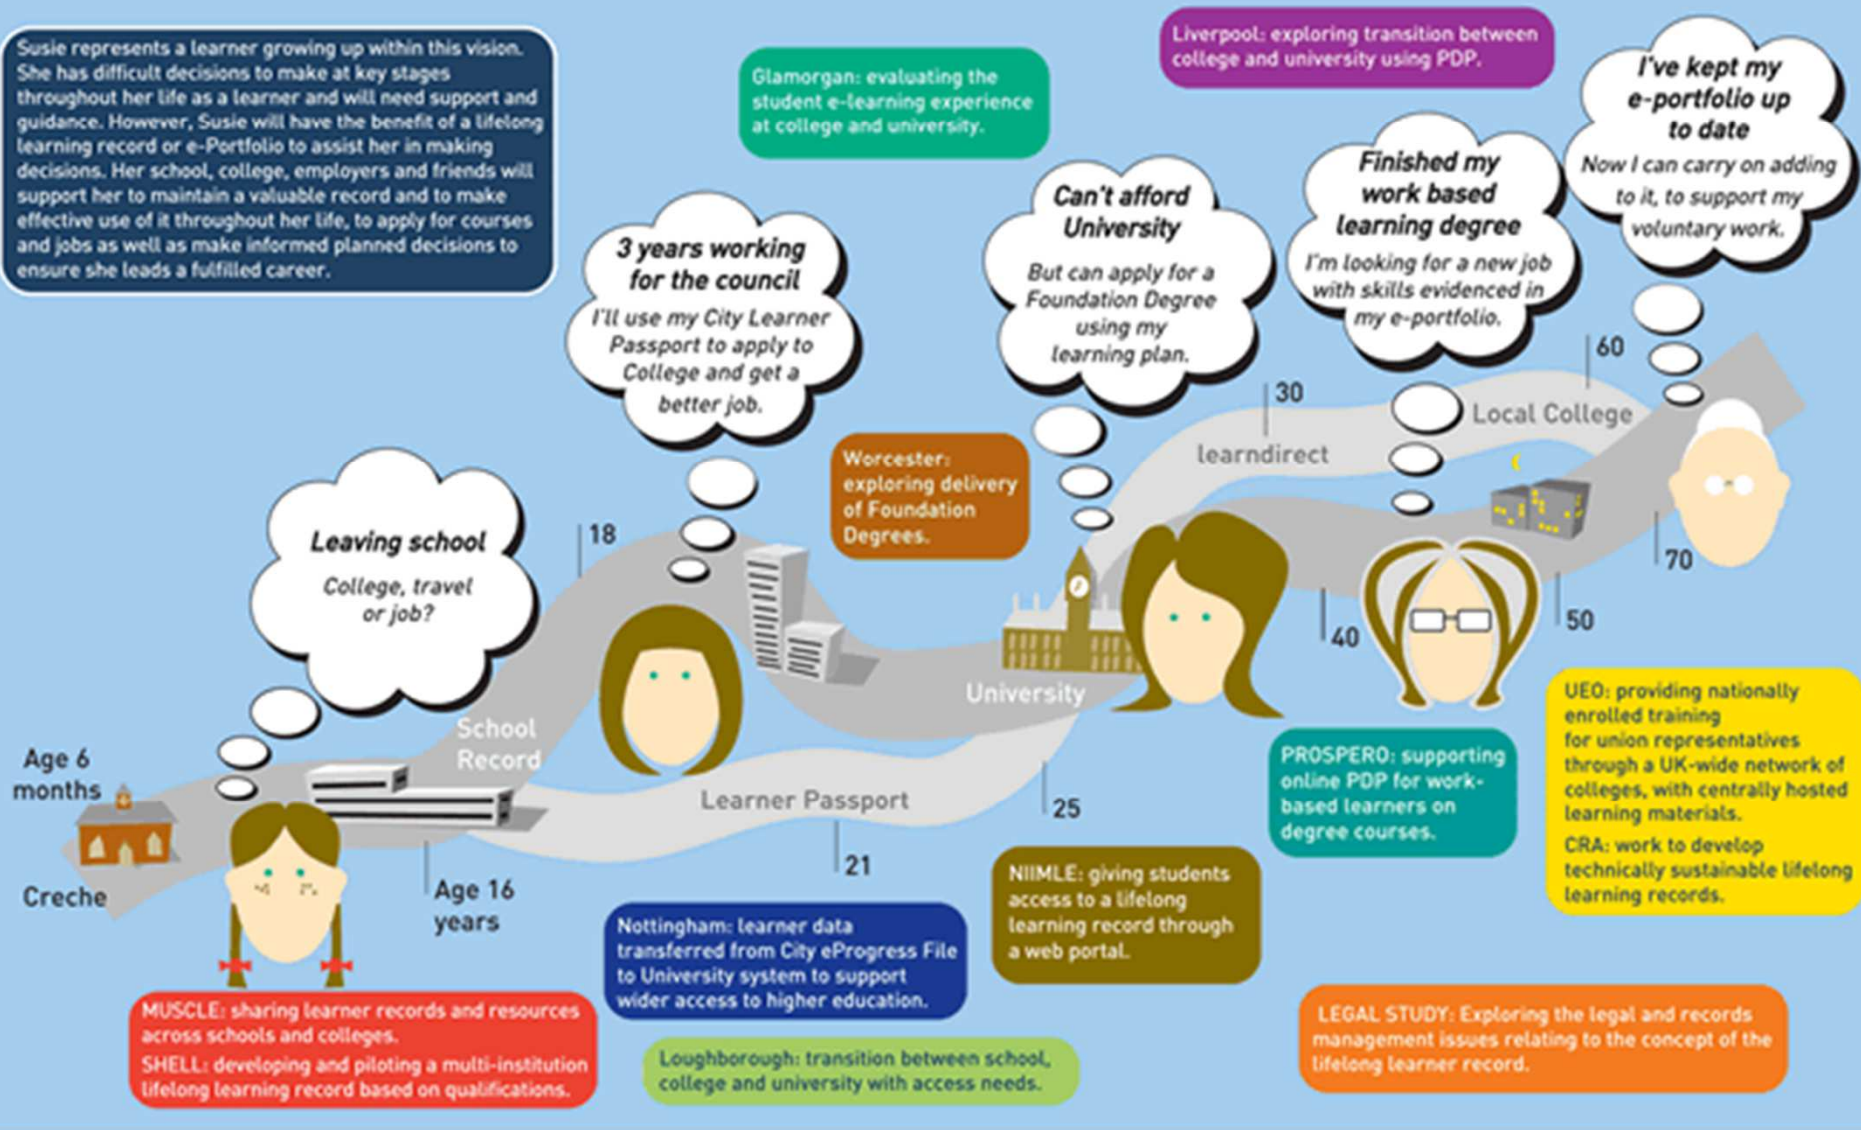 Susie represents a learner growing up within this vision.
She has difficult decisions to make at key stages
throughout her life as a learner and will need support and
guidance. However, Susie will have the benefit of a lifelong
learning record or e-Portfolio to assist her in making
decisions. Her school, college, employers and friends will
support her to maintain a valuable record and to make
effective use of it throughout her life, to apply for courses
and jobs as well as make informed planned decisions to
ensure she leads a fulfilled career.
Glamorgan: evaluating the
student e-learning experience
at college and university.
Liverpool: exploring transition between
college and university using PDP.
I've kept my
e-portfolio up
to date
Now I can carry on adding
to it, to support my
voluntary work.
Finished my
work based
learning degree
I'm looking for a new job
with skills evidenced in
my e-portfolio.
Can't afford
University
But can apply for a
Foundation Degree
using my
learning plan.
3 years working
for the council
I'll use my City Learner
Passport to apply to
College and get a
better job.
Leaving school
College, travel
or job?
Worcester:
exploring delivery
of Foundation
Degrees.
60
30
Local College
learndirect
18
70
50
40
University
School
Record
Age 6
months
Learner Passport
25
21
Creche
Age 16
years
UEO: providing nationally
enrolled training
for union representatives
through a UK-wide network of
colleges, with centrally hosted
learning materials.
CRA: work to develop
technically sustainable lifelong
learning records.
PROSPERO: supporting
online PDP for work-
based learners on
degree courses.
NIIMLE: giving students
access to a lifelong
learning record through
a web portal.
Nottingham: learner data
transferred from City eProgress File
to University system to support
wider access to higher education.
MUSCLE: sharing learner records and resources
across schools and colleges.
SHELL: developing and piloting a multi-institution
lifelong learning record based on qualifications.
Loughborough: transition between school,
college and university with access needs.
LEGAL STUDY: Exploring the legal and records
management issues relating to the concept of the
lifelong learner record.